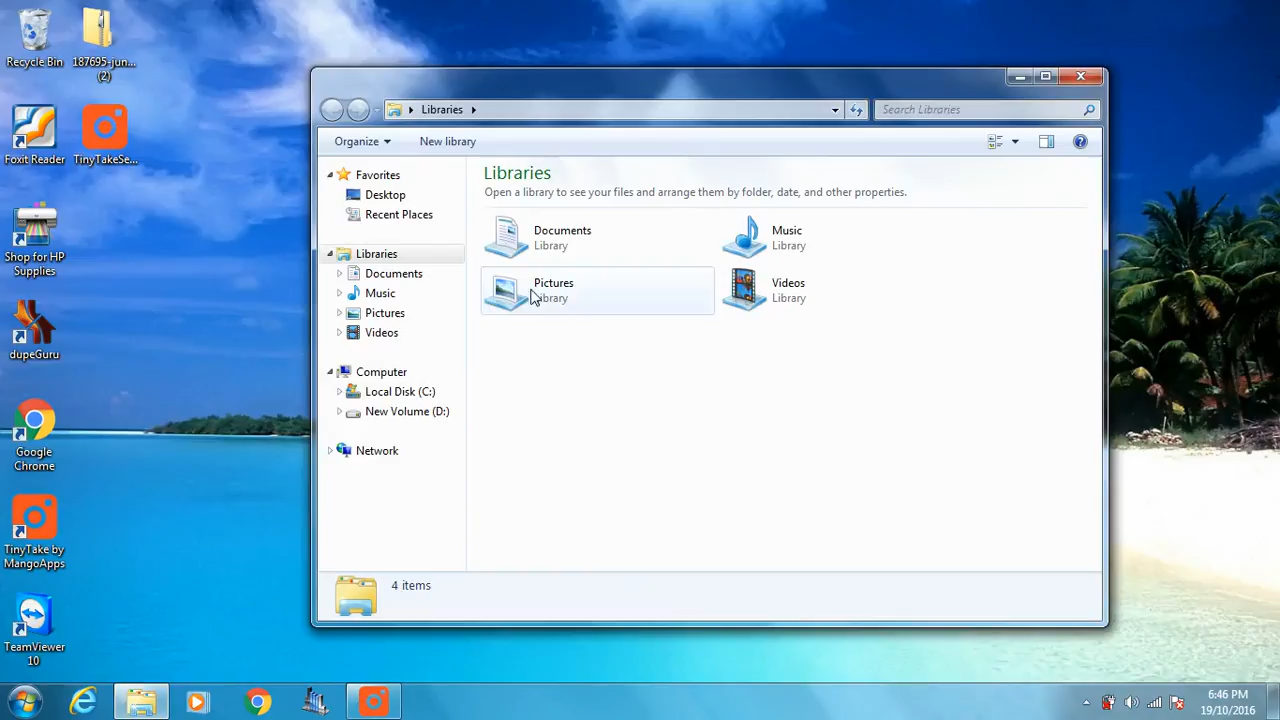 Recycle Bin
187695-jun...
(2)
Foxit Reader
TinyTakeSe...
Shop for HP
Supplies
dupeGuru
Google
Chrome
TinyTake by
MangoApps
TeamViewer
10
Libraries
Search Libraries
Organize
New library
Favorites
Desktop
Recent Places
Libraries
Documents
Music
Pictures
Videos
Computer
Local Disk (C:)
New Volume (D:)
Network
Libraries
Open a library to see your files and arrange them by folder, date, and other properties.
Documents
Library
Music
Library
Pictures
Library
Videos
Library
4 items
6:46 PM
19/10/2016